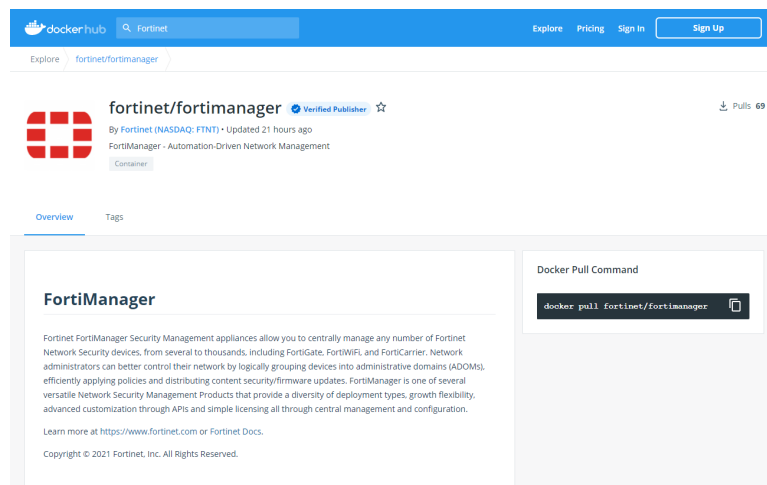 docker hub
Fortinet
Explore
Pricing
Sign In
Sign Up
Explore
fortinet/fortimanager
fortinet/fortimanager
Verified Publisher
Pulls 69
By Fortinet (NASDAQ: FTNT) • Updated 21 hours ago
FortiManager - Automation-Driven Network Management
Container
Overview
Tags
FortiManager
Fortinet FortiManager Security Management appliances allow you to centrally manage any number of Fortinet
Network Security devices, from several to thousands, including FortiGate, FortiWiFi, and FortiCarrier. Network
administrators can better control their network by logically grouping devices into administrative domains (ADOMs),
efficiently applying policies and distributing content security/firmware updates. FortiManager is one of several
versatile Network Security Management Products that provide a diversity of deployment types, growth flexibility,
advanced customization through APIs and simple licensing all through central management and configuration.
Learn more at https://www.fortinet.com or Fortinet Docs.
Copyright © 2021 Fortinet, Inc. All Rights Reserved.
Docker Pull Command
docker pull fortinet/fortimanager